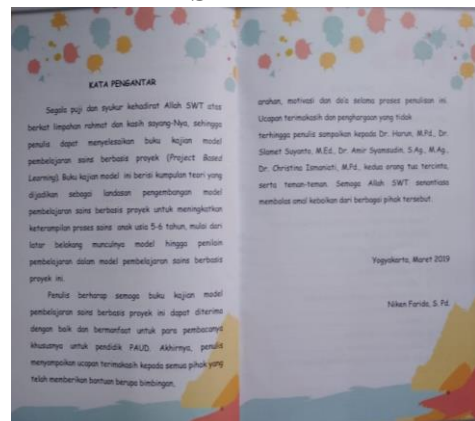 KATA PENGANTAR
Segala puji dan syukur kehadirat Allah SWT atas
berkat limpahan rahmat dan kasih sayang-Nya, sehingga
penulis dapat menyelesaikan buku kajian model
pembelajaran sains berbasis proyek (Project Based
Learning). Buku kajian model ini berisi kumpulan teori yang
dijadikan sebagai landasan pengembangan model
pembelajaran sains berbasis proyek untuk meningkatkan
keterampilan proses sains anak usia 5-6 tahun, mulai dari
latar belakang munculnya model hingga penilain
pembelajaran dalam model pembelajaran sains berbasis
proyek ini.
Penulis berharap semoga buku kajian model
pembelajaran sains berbasis proyek ini dapat diterima
dengan baik dan bermanfaat untuk para pembacanya
khususnya untuk pendidik PAUD. Akhirnya, penulis
menyampaikan ucapan terimakasih kepada semua pihak yang
telah memberikan bantuan berupa bimbingan,
arahan, motivasi dan do'a selama proses penulisan ini.
Ucapan terimakasih dan penghargaan yang tidak
terhingga penulis sampaikan kepada Dr. Harun, M.Pd., Dr.
Slamet Suyanto, M.Ed., Dr. Amir Syamsudin, S.Ag., M.Ag.,
Dr. Christina Ismaniati, M.Pd., kedua orang tua tercinta,
serta teman-teman. Semoga Allah SWT senantiasa
membalas amal kebaikan dari berbagai pihak tersebut.
Yogyakarta, Maret 2019
Niken Farida, S. Pd.